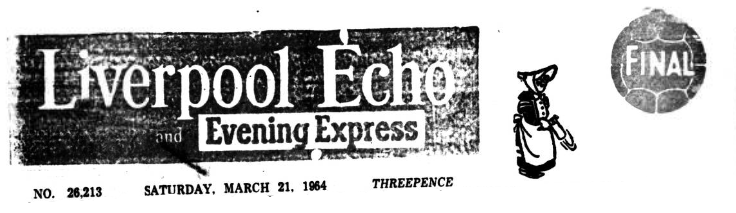 Liverpool Echo
and Evening Express
FINAL
NO. 26,213 SATURDAY, MARCH 21, 1964 THREEPENCE